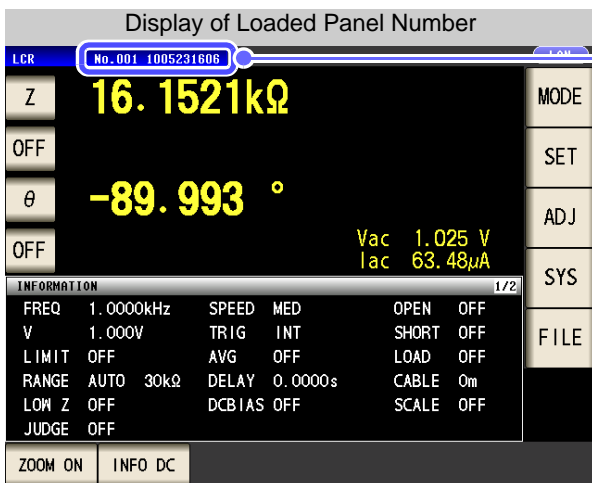 Display of Loaded Panel Number
LCR No.001 1005231606 LAN
Z 16.1521kΩ MODE
OFF SET
θ -89.993 ° ADJ
OFF Vac 1.025 V
Iac 63.48μA SYS
INFORMATION 1/2
FREQ 1.0000kHz SPEED MED OPEN OFF
V 1.000V TRIG INT SHORT OFF FILE
LIMIT OFF AVG OFF LOAD OFF
RANGE AUTO 30kΩ DELAY 0.0000s CABLE 0m
LOW Z OFF DCBIAS OFF SCALE OFF
JUDGE OFF
ZOOM ON INFO DC